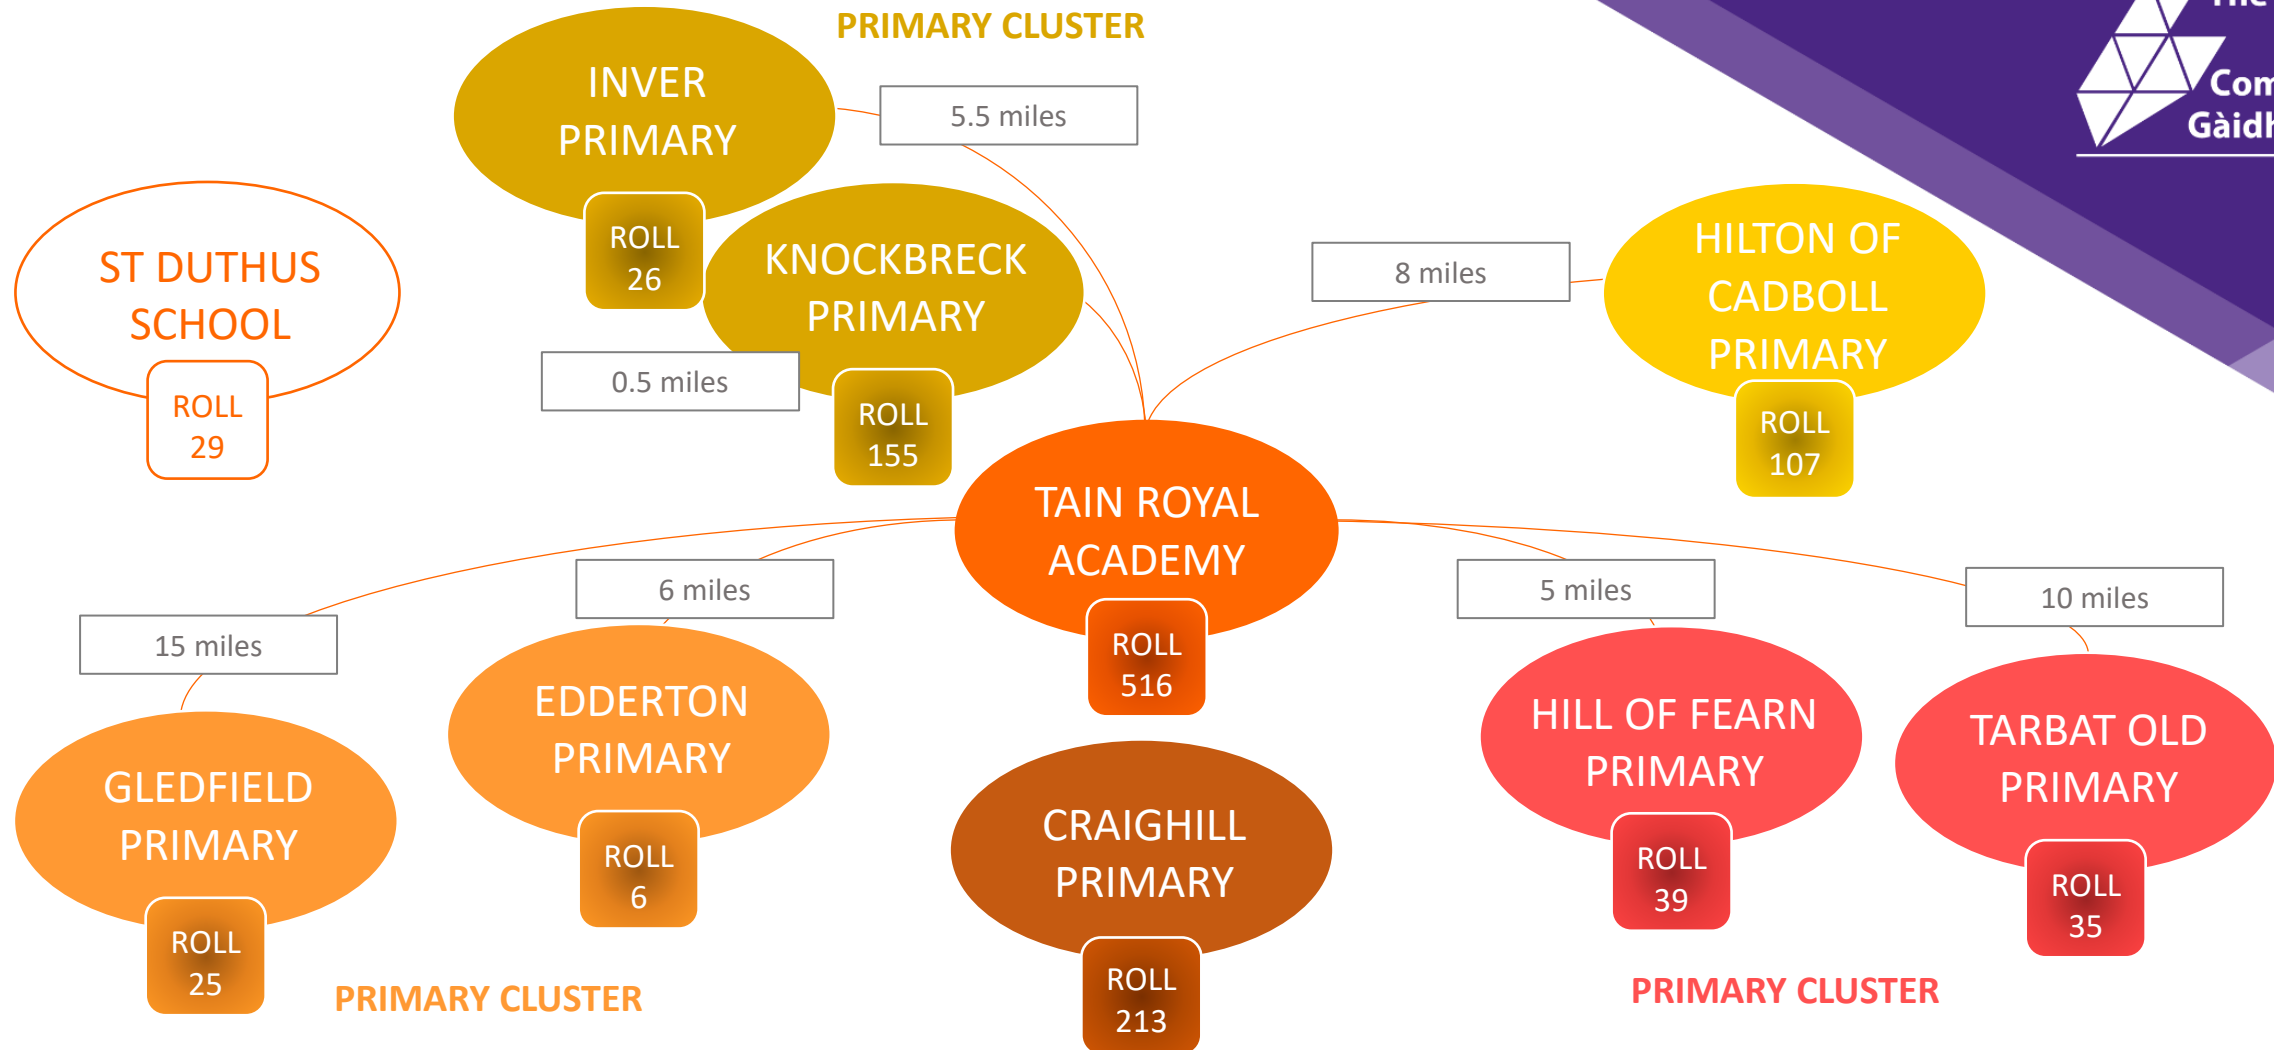 PRIMARY CLUSTER
The
Com
Gàidh
INVER
PRIMARY
ROLL
26
5.5 miles
ST DUTHUS
SCHOOL
ROLL
29
KNOCKBRECK
PRIMARY
ROLL
155
0.5 miles
8 miles
HILTON OF
CADBOLL
PRIMARY
ROLL
107
TAIN ROYAL
ACADEMY
ROLL
516
15 miles
6 miles
5 miles
10 miles
GLEDFIELD
PRIMARY
ROLL
25
EDDERTON
PRIMARY
ROLL
6
PRIMARY CLUSTER
CRAIGHILL
PRIMARY
ROLL
213
HILL OF FEARN
PRIMARY
ROLL
39
TARBAT OLD
PRIMARY
ROLL
35
PRIMARY CLUSTER